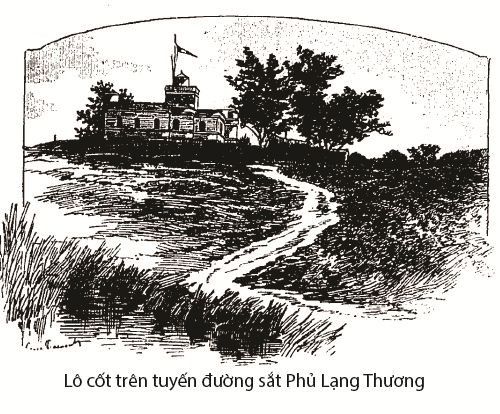 Lô cốt trên tuyến đường sắt Phủ Lạng Thương